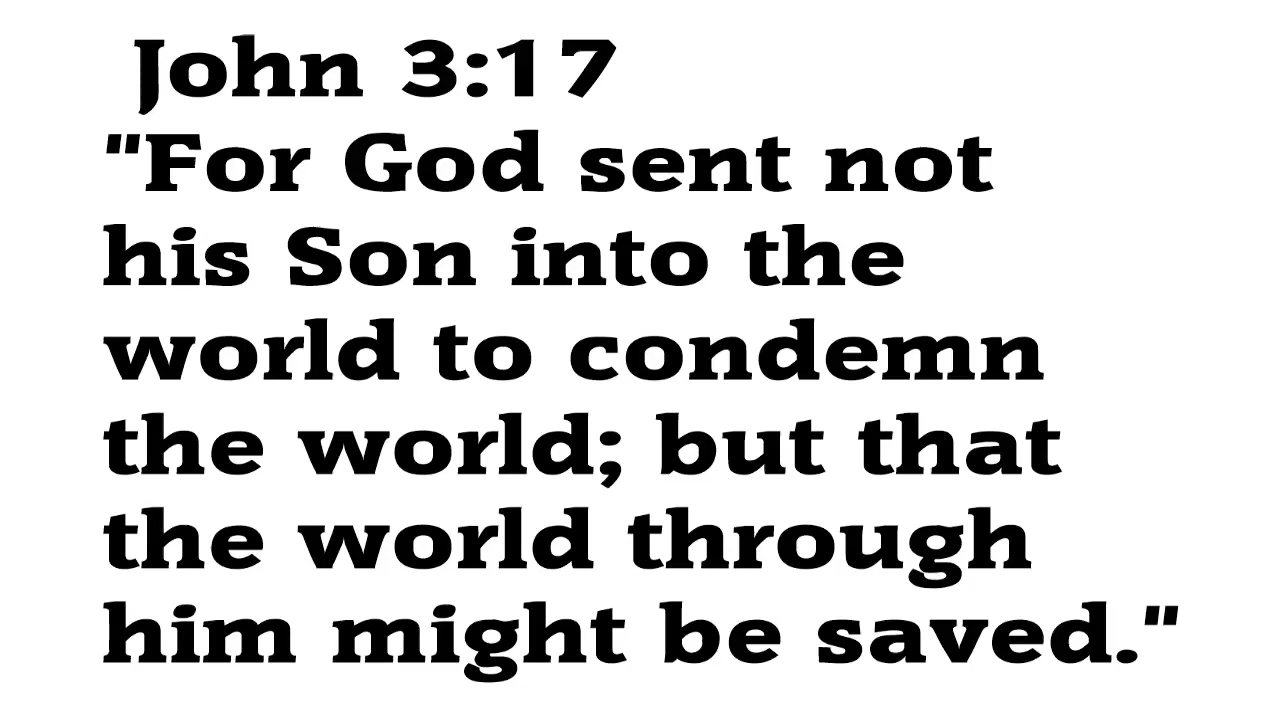 John 3:17
"For God sent not
his Son into the
world to condemn
the world; but that
the world through
him might be saved."